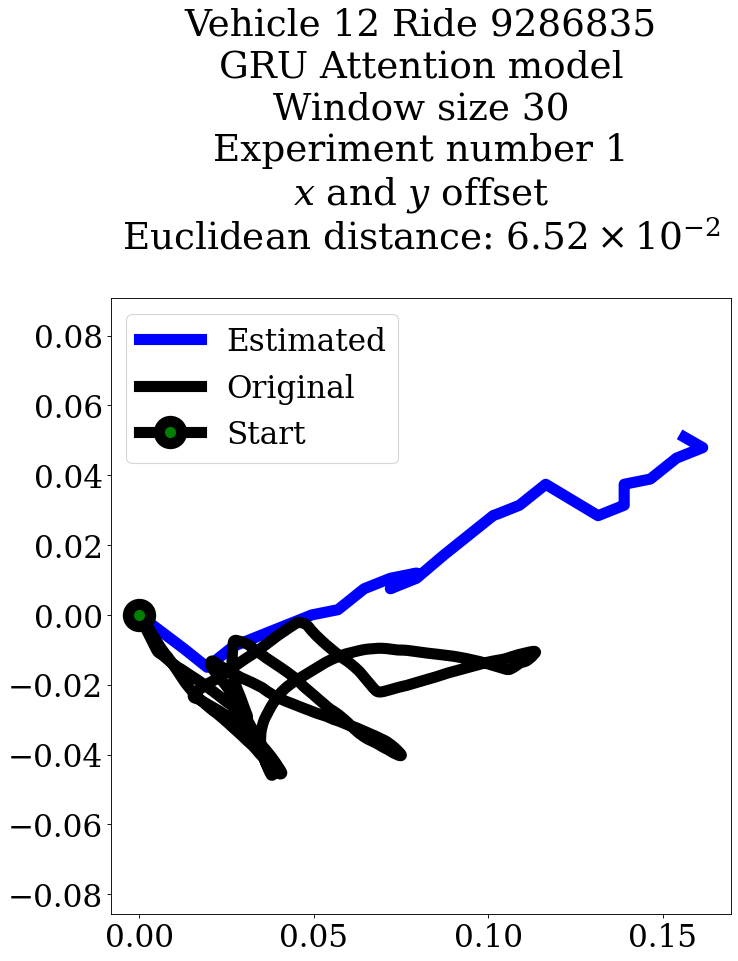 Vehicle 12 Ride 9286835
GRU Attention model
Window size 30
Experiment number 1
x and y offset
Euclidean distance: 6.52 × 10⁻²
Estimated
Original
Start
0.08
0.06
0.04
0.02
0.00
−0.02
−0.04
−0.06
−0.08
0.00 0.05 0.10 0.15